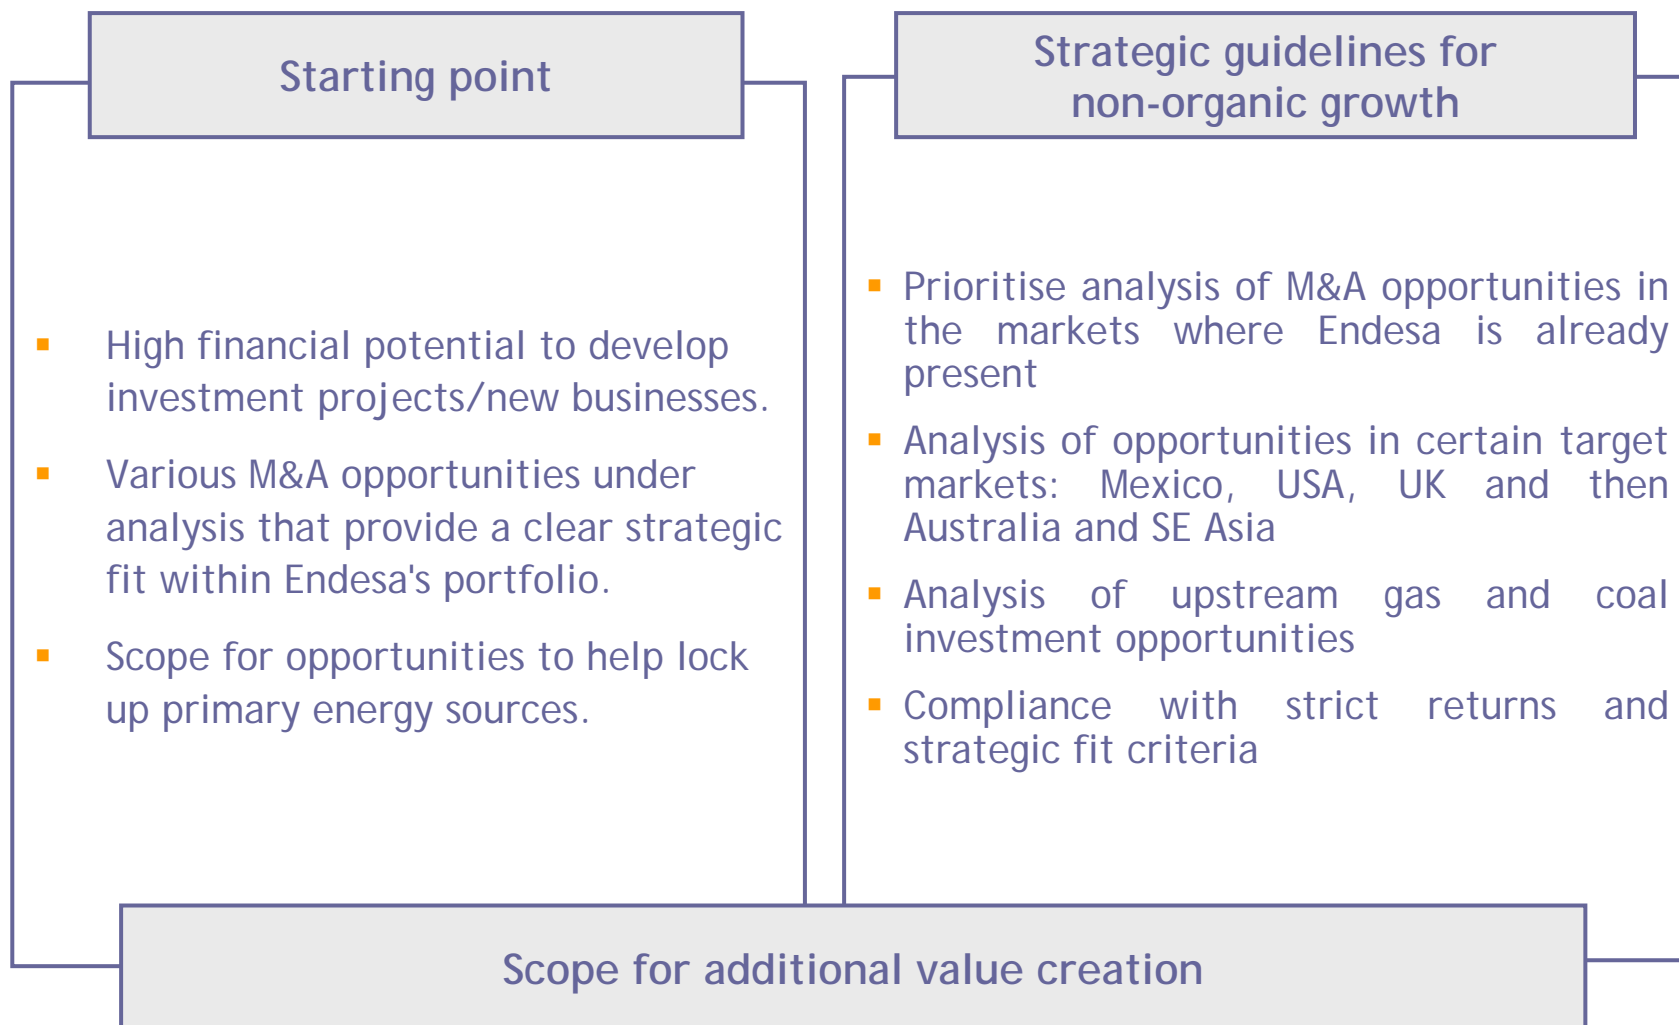 Starting point
High financial potential to develop
investment projects/new businesses.
Various M&A opportunities under
analysis that provide a clear strategic
fit within Endesa's portfolio.
Scope for opportunities to help lock
up primary energy sources.
Strategic guidelines for
non-organic growth
Prioritise analysis of M&A opportunities in
the markets where Endesa is already
present
Analysis of opportunities in certain target
markets: Mexico, USA, UK and then
Australia and SE Asia
Analysis of upstream gas and coal
investment opportunities
Compliance with strict returns and
strategic fit criteria
Scope for additional value creation